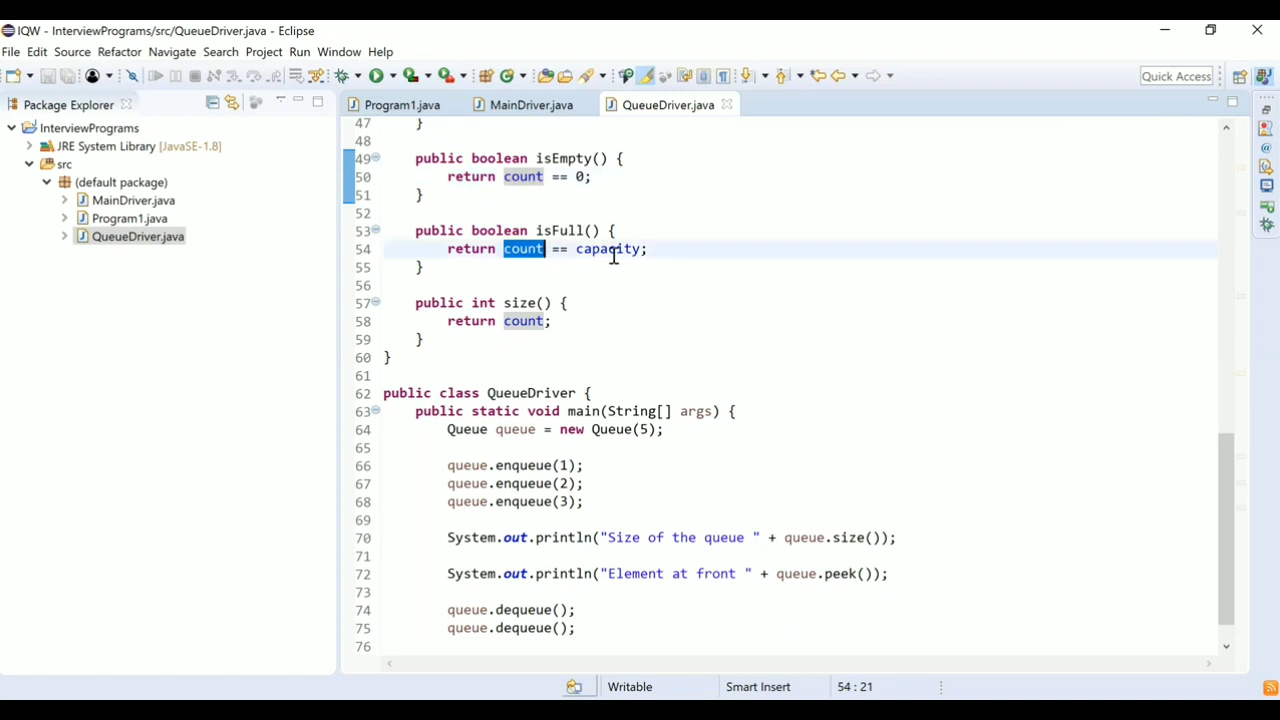 IQW - InterviewPrograms/src/QueueDriver.java - Eclipse
File Edit Source Refactor Navigate Search Project Run Window Help
Quick Access
Package Explorer
Program1.java MainDriver.java QueueDriver.java
InterviewPrograms
JRE System Library [JavaSE-1.8]
src
(default package)
MainDriver.java
Program1.java
QueueDriver.java
47 }
48
49 public boolean isEmpty() {
50 return count == 0;
51 }
52
53 public boolean isFull() {
54 return count == capacity;
55 }
56
57 public int size() {
58 return count;
59 }
60 }
61
62 public class QueueDriver {
63 public static void main(String[] args) {
64 Queue queue = new Queue(5);
65
66 queue.enqueue(1);
67 queue.enqueue(2);
68 queue.enqueue(3);
69
70 System.out.println("Size of the queue " + queue.size());
71
72 System.out.println("Element at front " + queue.peek());
73
74 queue.dequeue();
75 queue.dequeue();
76
Writable Smart Insert 54 : 21